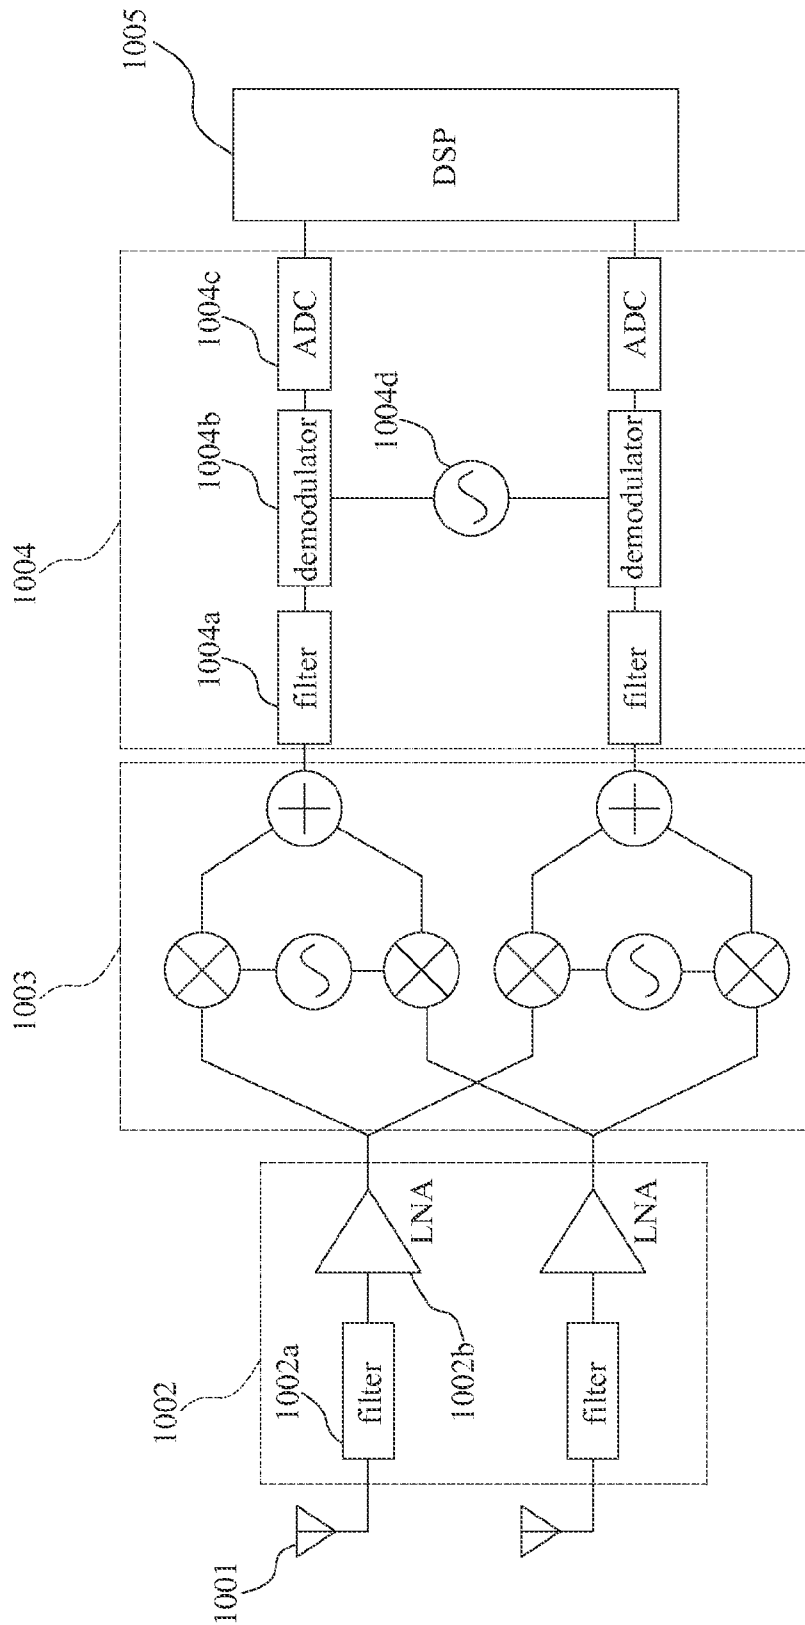 1001
1002
1002a
filter
1002b
LNA
filter
LNA
1003
1004
1004a
filter
1004b
demodulator
1004c
ADC
1004d
filter
demodulator
ADC
1005
DSP